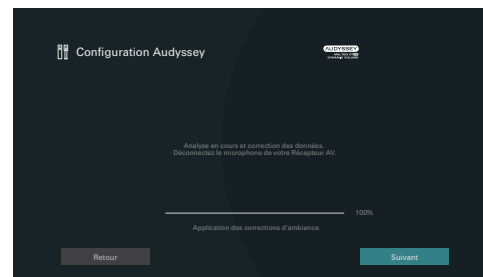 Configuration Audyssey
AUDYSSEY
Analyse en cours et correction des données.
Déconnectez le microphone de votre Récepteur AV.
100%
Application des corrections d'ambiance.
Retour
Suivant